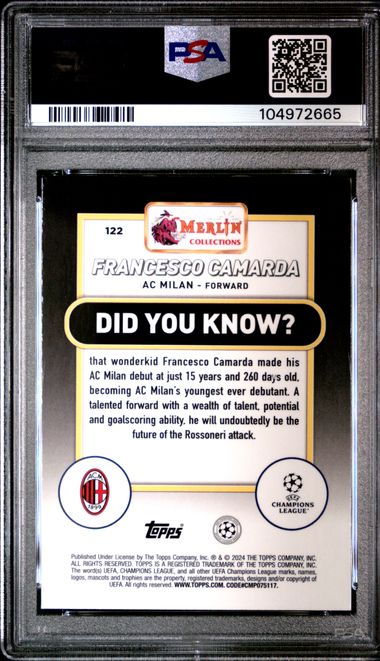 PSA
104972665
122
MERLIN
COLLECTIONS
FRANCESCO CAMARDA
AC MILAN - FORWARD
DID YOU KNOW?
that wonderkid Francesco Camarda made his
AC Milan debut at just 15 years and 260 days old,
becoming AC Milan's youngest ever debutant. A
talented forward with a wealth of talent, potential
and goalscoring ability, he will undoubtedly be the
future of the Rossoneri attack.
ACM
1899
UEFA
CHAMPIONS
LEAGUE
Topps
Published Under License by The Topps Company, Inc. ® & © 2024 THE TOPPS COMPANY, INC.
ALL RIGHTS RESERVED. TOPPS IS A REGISTERED TRADEMARK OF THE TOPPS COMPANY, INC.
The word(s) UEFA, CHAMPIONS LEAGUE, and all other UEFA Champions League marks, names,
logos, mascots and trophies are the property, registered trademarks, designs and/or copyright of
UEFA. All rights reserved. WWW.TOPPS.COM. CODE#CMP075117.
PSA